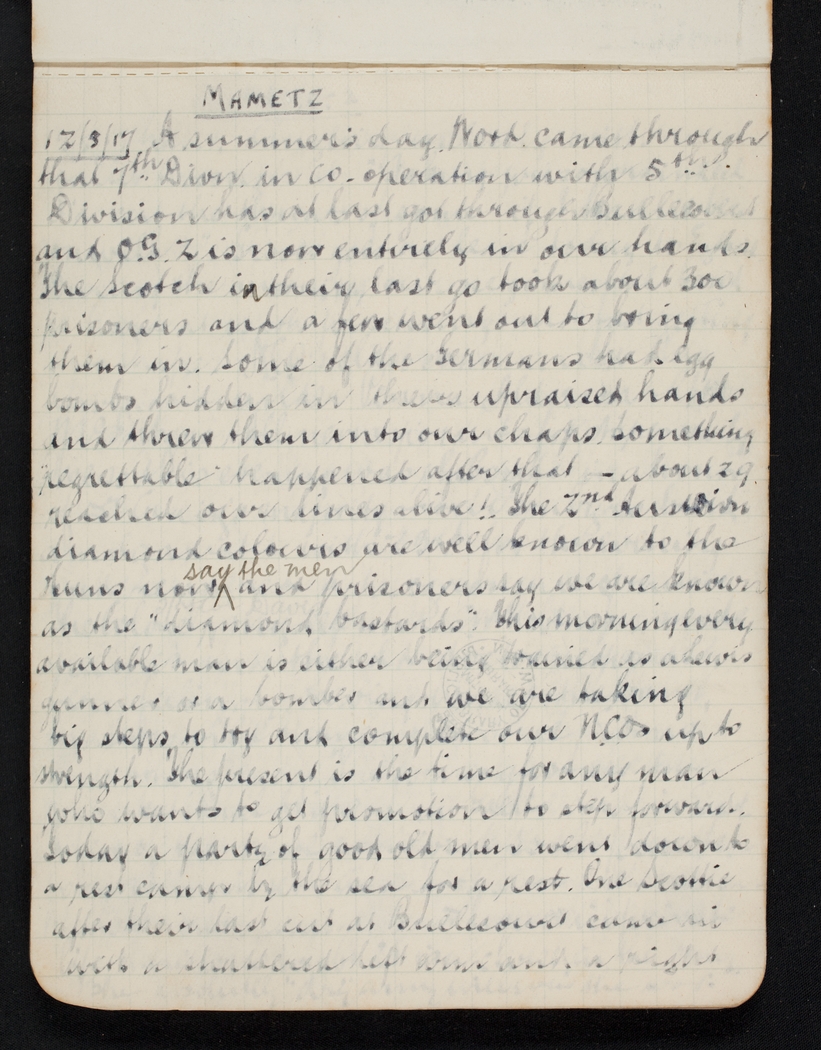 MAMETZ
12/5/17 A summer's day. Word came through
that 7th Divn. in co-operation with 5th
Division has at last got through Bullecourt
and O.G. 2 is now entirely in our hands.
The Scotch in their last go took about 300
prisoners and a few went out to bring
them in. Some of the Germans had egg
bombs hidden in their upraised hands
and threw them into our chaps. Something
"regrettable" happened after that — about 29
reached our lines alive! The 2nd Division
diamond colours are well known to the
say the men
Huns now and prisoners say we are known
as the "diamond bastards". This morning every
available man is either being trained as a Lewis
gunner or a bomber and we are taking
big steps to try and complete our NCOs up to
strength. The present is the time for any man
who wants to get promotion to step forward.
Today a party of good old men went down to
a rest camp by the sea for a rest. One Scottie
after their last cut at Bullecourt came in
with a shattered left arm and a right